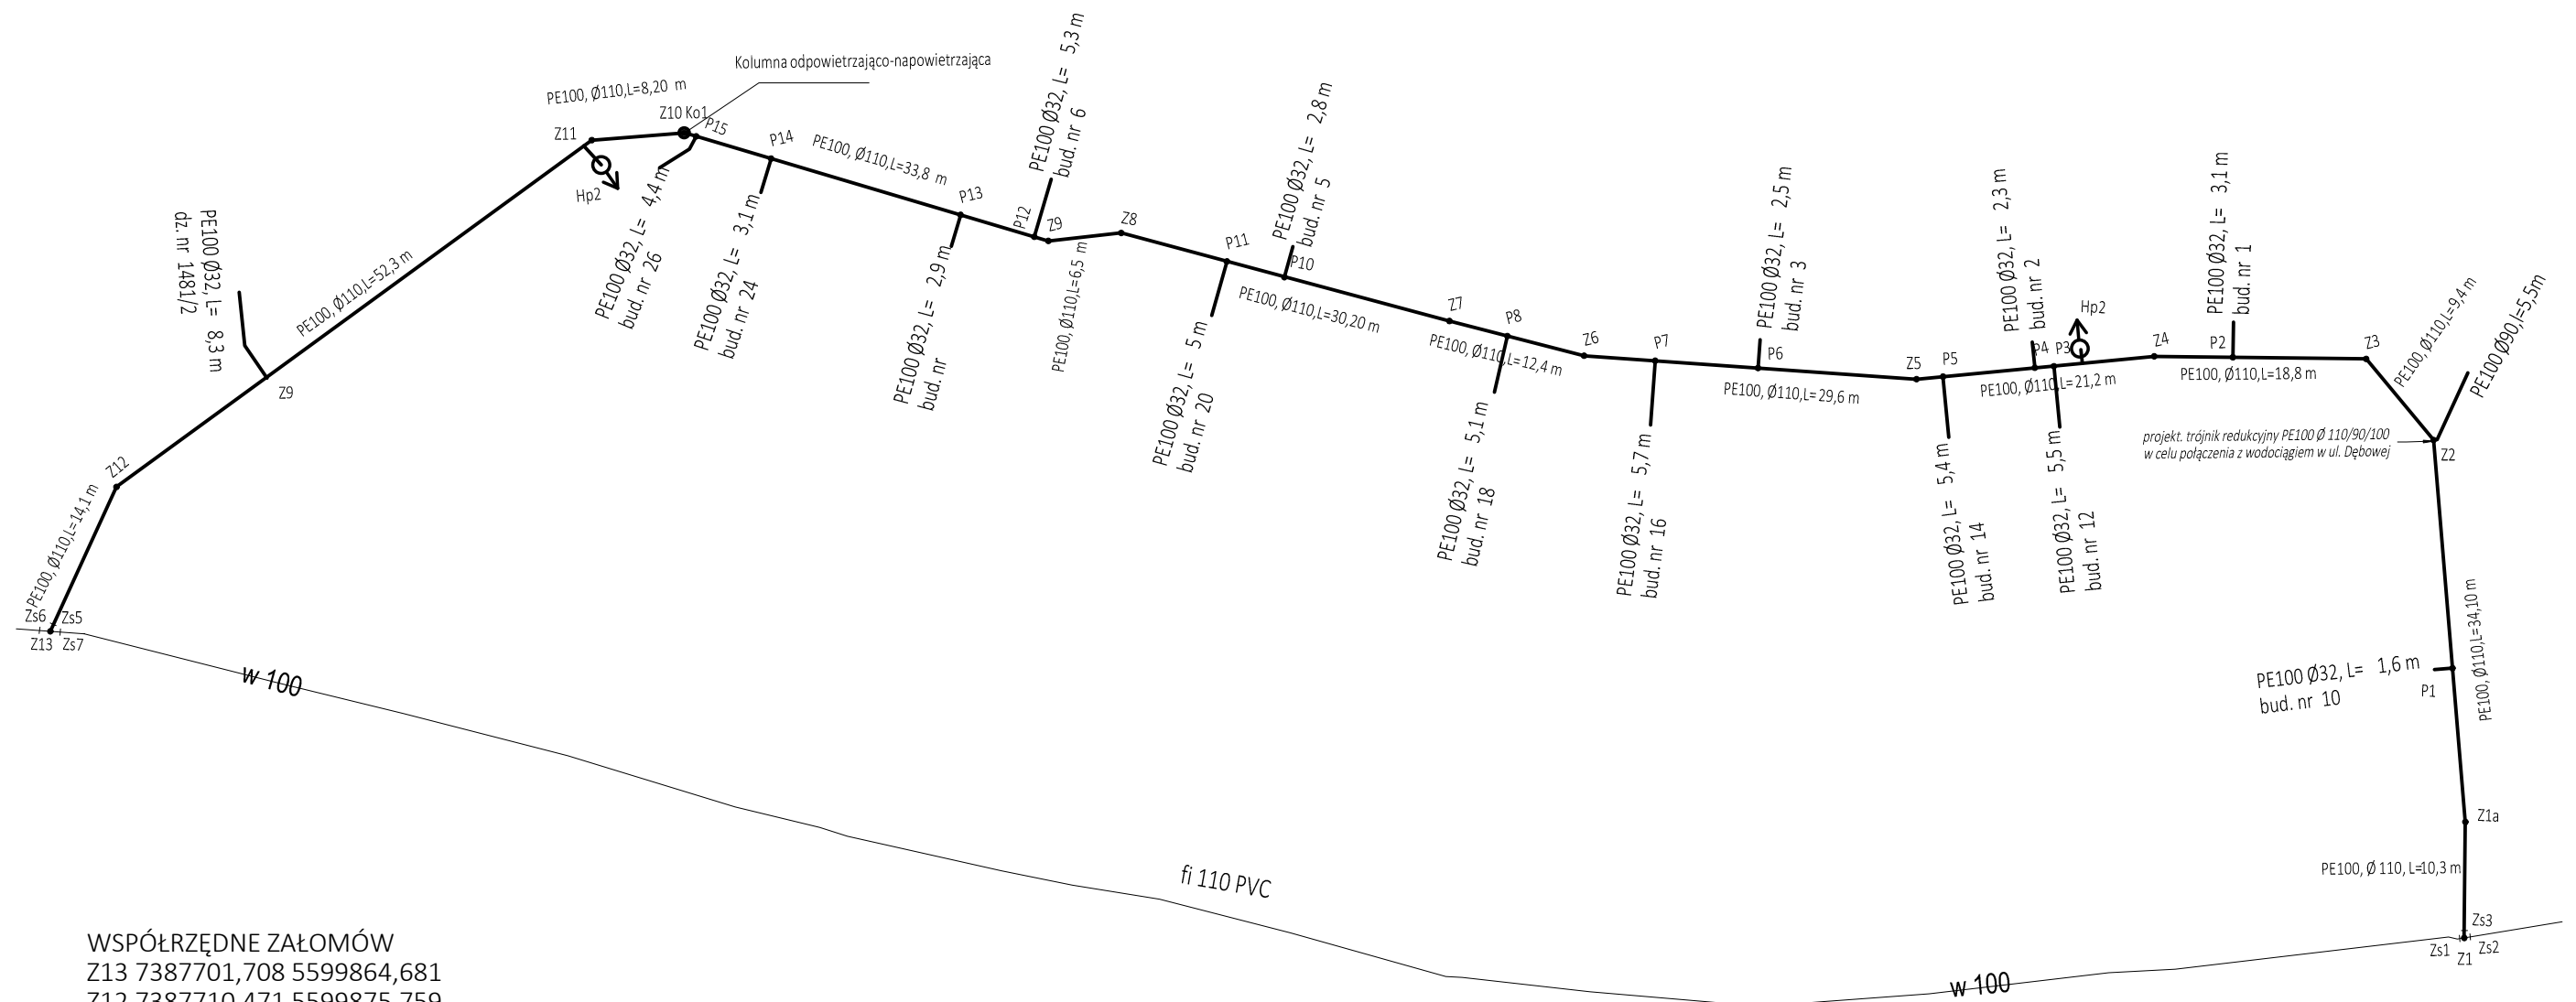 Kolumna odpowietrzająco-napowietrzająca
PE100, Ø110,L=8,20 m
Z10 Ko1
Z11
P15
P14
PE100, Ø110,L=33,8 m
Hp2
PE100 Ø32, L= 4,4 m
bud. nr 26
PE100 Ø32, L= 3,1 m
bud. nr 24
P13
PE100 Ø32, L= 2,9 m
bud. nr
P12
PE100 Ø32, L= 5,3 m
bud. nr 6
Z9
PE100, Ø110,L=6,5 m
Z8
P11
PE100 Ø32, L= 2,8 m
bud. nr 5
P10
PE100, Ø110,L=30,20 m
PE100 Ø32, L= 5 m
bud. nr 20
Z7
P8
PE100, Ø110,L=12,4 m
PE100 Ø32, L= 5,1 m
bud. nr 18
Z6
P7
PE100 Ø32, L= 5,7 m
bud. nr 16
PE100 Ø32, L= 2,5 m
bud. nr 3
P6
PE100, Ø110,L=29,6 m
Z5
P5
PE100 Ø32, L= 5,4 m
bud. nr 14
PE100 Ø32, L= 2,3 m
bud. nr 2
P4
P3
Hp2
PE100, Ø110,L=21,2 m
PE100 Ø32, L= 5,5 m
bud. nr 12
Z4
PE100 Ø32, L= 3,1 m
bud. nr 1
P2
PE100, Ø110,L=18,8 m
Z3
PE100, Ø110,L=9,4 m
PE100 Ø90,l=5,5m
projekt. trójnik redukcyjny PE100 Ø 110/90/100
w celu połączenia z wodociągiem w ul. Dębowej
Z2
PE100, Ø110,L=34,10 m
PE100 Ø32, L= 1,6 m
bud. nr 10
P1
Z1a
PE100, Ø 110, L=10,3 m
Zs3
Zs1
Z1
Zs2
PE100 Ø32, L= 8,3 m
dz. nr 1481/2
PE100, Ø110,L=52,3 m
Z9
Z12
PE100, Ø110,L=14,1 m
Zs6
Zs5
Z13
Zs7
w 100
fi 110 PVC
w 100
WSPÓŁRZĘDNE ZAŁOMÓW
Z13 7387701,708 5599864,681
Z12 7387710,471 5599875,759